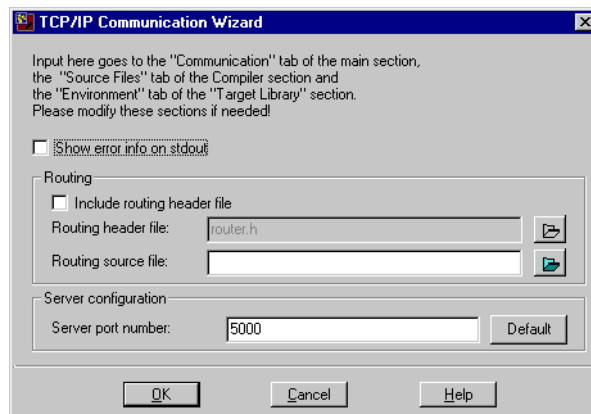 TCP/IP Communication Wizard
Input here goes to the "Communication" tab of the main section,
the "Source Files" tab of the Compiler section and
the "Environment" tab of the "Target Library" section.
Please modify these sections if needed!
Show error info on stdout
Routing
Include routing header file
Routing header file: router.h
Routing source file:
Server configuration
Server port number: 5000 Default
OK Cancel Help